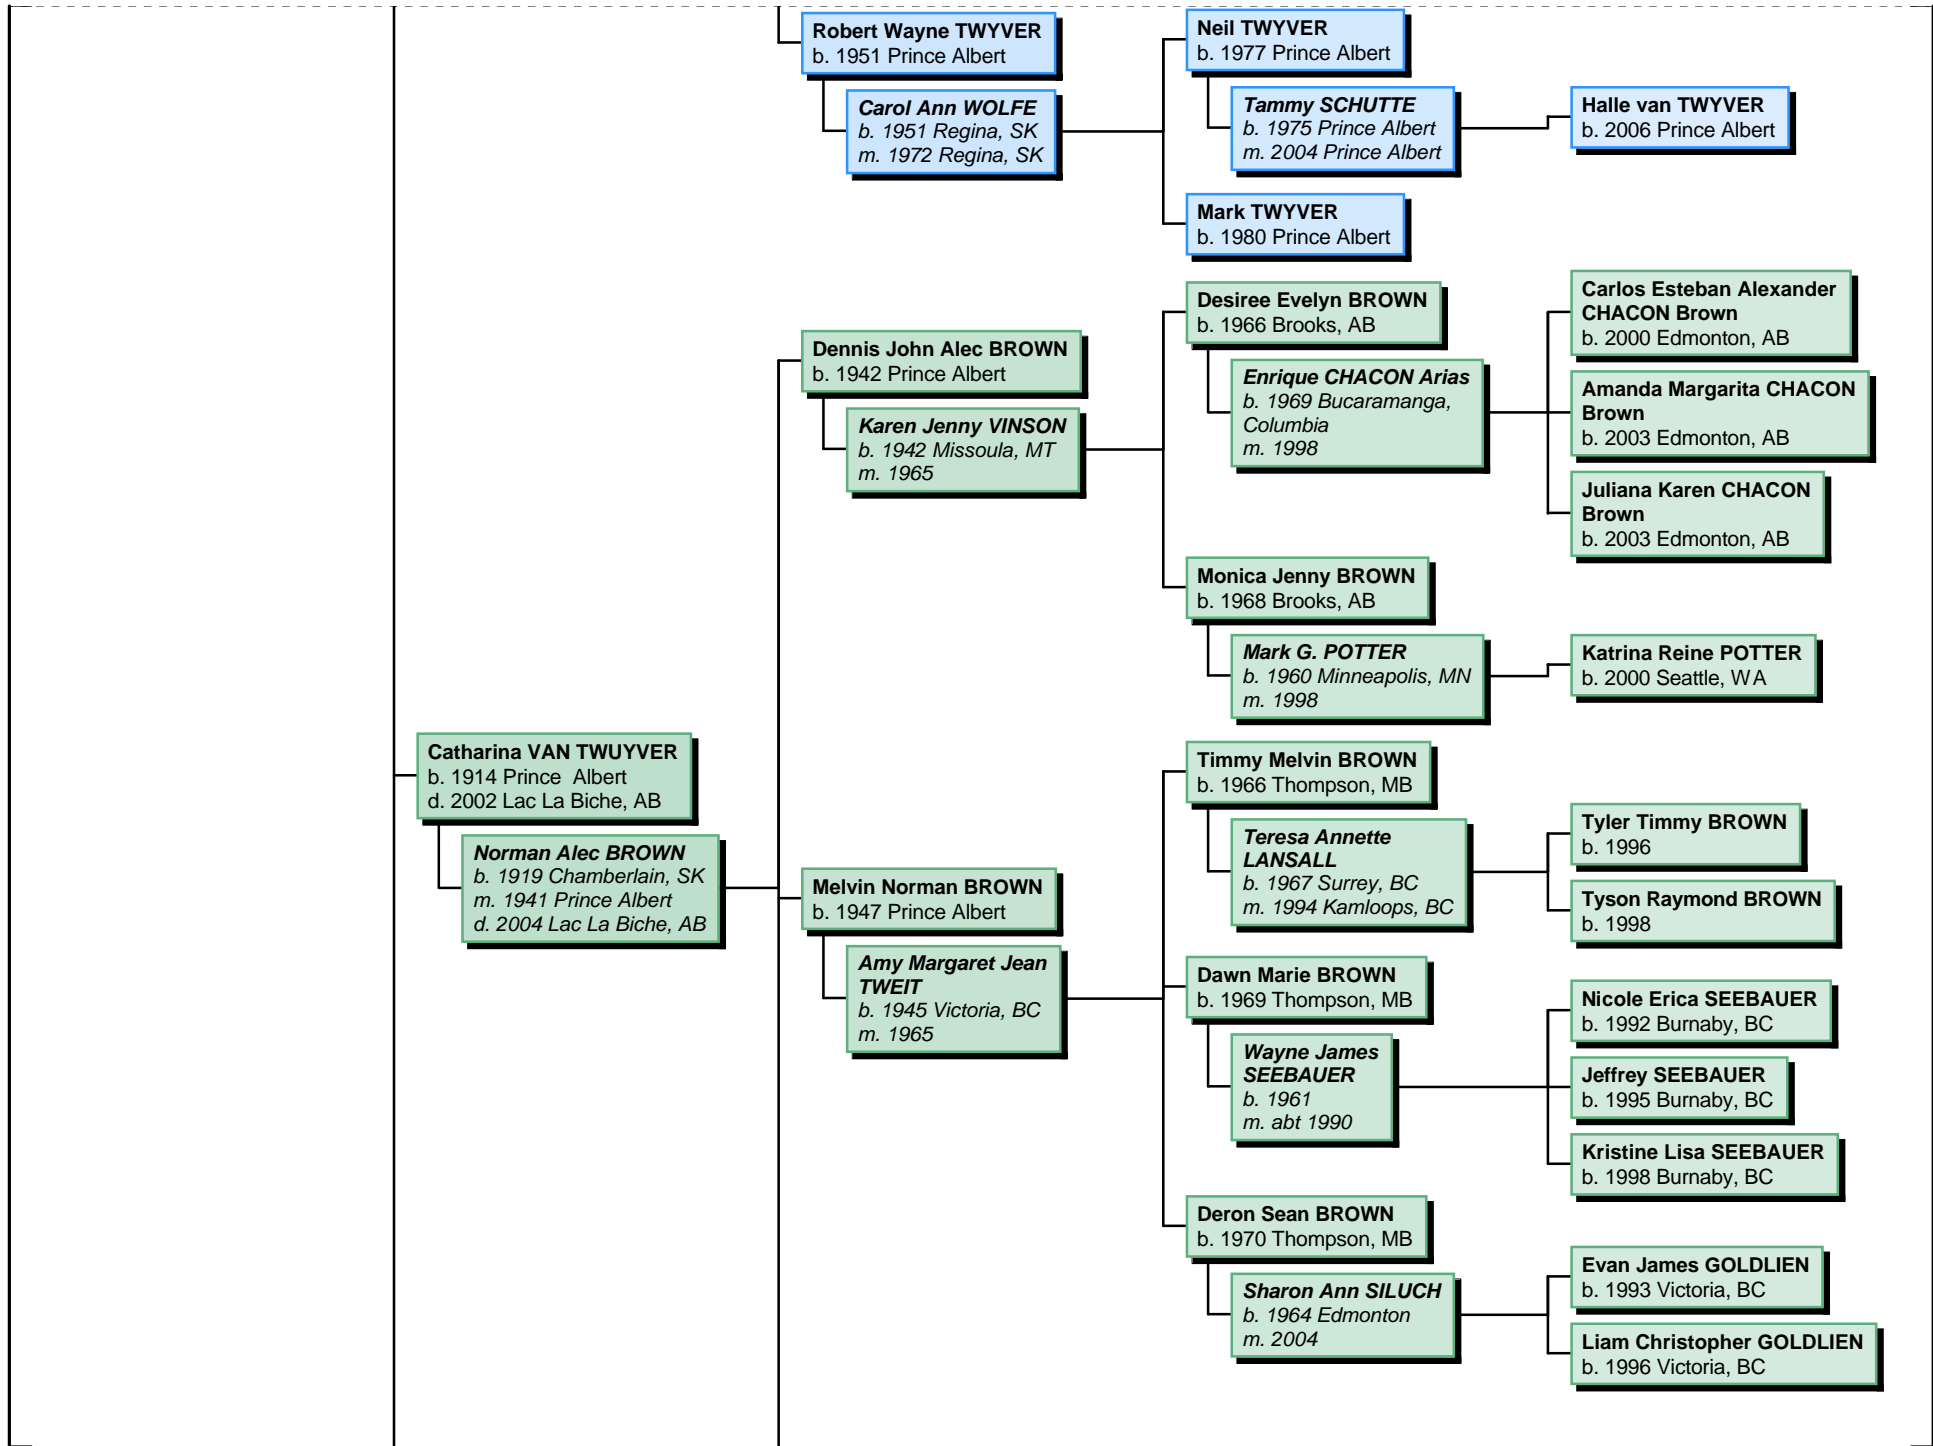 Robert Wayne TWYVER
b. 1951 Prince Albert
Carol Ann WOLFE
b. 1951 Regina, SK
m. 1972 Regina, SK
Neil TWYVER
b. 1977 Prince Albert
Tammy SCHUTTE
b. 1975 Prince Albert
m. 2004 Prince Albert
Halle van TWYVER
b. 2006 Prince Albert
Mark TWYVER
b. 1980 Prince Albert
Catharina VAN TWUYVER
b. 1914 Prince  Albert
d. 2002 Lac La Biche, AB
Norman Alec BROWN
b. 1919 Chamberlain, SK
m. 1941 Prince Albert
d. 2004 Lac La Biche, AB
Dennis John Alec BROWN
b. 1942 Prince Albert
Karen Jenny VINSON
b. 1942 Missoula, MT
m. 1965
Desiree Evelyn BROWN
b. 1966 Brooks, AB
Enrique CHACON Arias
b. 1969 Bucaramanga,
Columbia
m. 1998
Carlos Esteban Alexander
CHACON Brown
b. 2000 Edmonton, AB
Amanda Margarita CHACON
Brown
b. 2003 Edmonton, AB
Juliana Karen CHACON
Brown
b. 2003 Edmonton, AB
Monica Jenny BROWN
b. 1968 Brooks, AB
Mark G. POTTER
b. 1960 Minneapolis, MN
m. 1998
Katrina Reine POTTER
b. 2000 Seattle, WA
Melvin Norman BROWN
b. 1947 Prince Albert
Amy Margaret Jean
TWEIT
b. 1945 Victoria, BC
m. 1965
Timmy Melvin BROWN
b. 1966 Thompson, MB
Teresa Annette
LANSALL
b. 1967 Surrey, BC
m. 1994 Kamloops, BC
Tyler Timmy BROWN
b. 1996
Tyson Raymond BROWN
b. 1998
Dawn Marie BROWN
b. 1969 Thompson, MB
Wayne James
SEEBAUER
b. 1961
m. abt 1990
Nicole Erica SEEBAUER
b. 1992 Burnaby, BC
Jeffrey SEEBAUER
b. 1995 Burnaby, BC
Kristine Lisa SEEBAUER
b. 1998 Burnaby, BC
Deron Sean BROWN
b. 1970 Thompson, MB
Sharon Ann SILUCH
b. 1964 Edmonton
m. 2004
Evan James GOLDLIEN
b. 1993 Victoria, BC
Liam Christopher GOLDLIEN
b. 1996 Victoria, BC